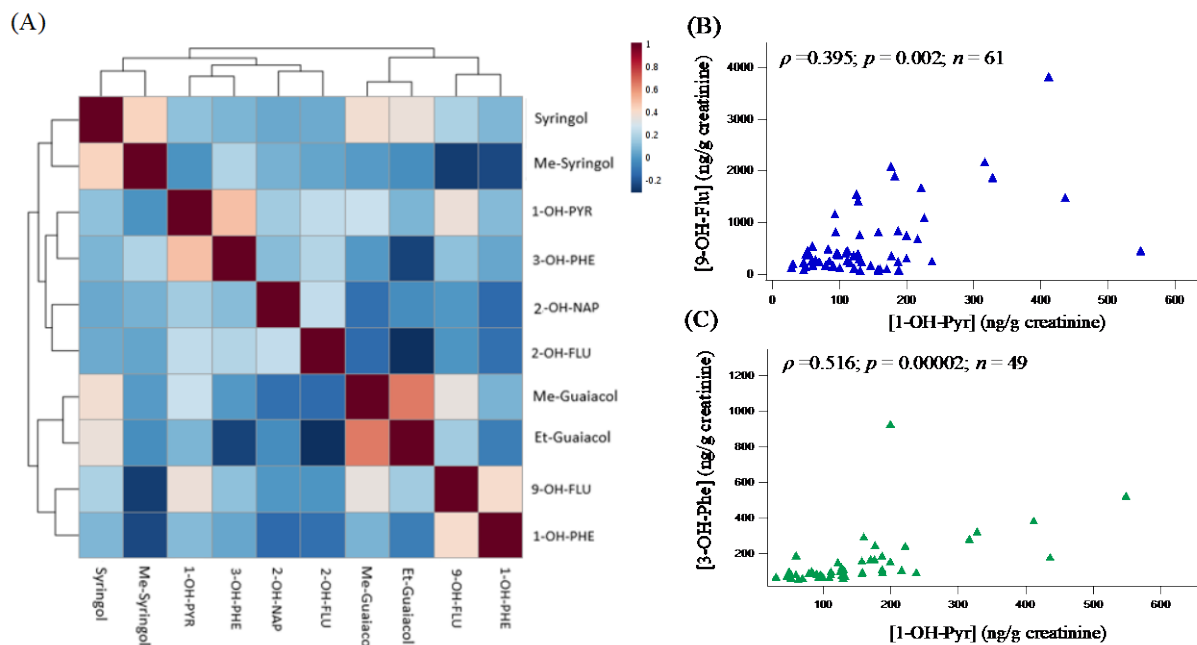 (A)
1
0.8
0.6
0.4
0.2
0
-0.2
Syringol
Me-Syringol
1-OH-PYR
3-OH-PHE
2-OH-NAP
2-OH-FLU
Me-Guaiacol
Et-Guaiacol
9-OH-FLU
1-OH-PHE
Syringol
Me-Syringol
1-OH-PYR
3-OH-PHE
2-OH-NAP
2-OH-FLU
Me-Guaiacol
Et-Guaiacol
9-OH-FLU
1-OH-PHE
(B)
ρ =0.395; p = 0.002; n = 61
[9-OH-Flu] (ng/g creatinine)
4000
3000
2000
1000
0
0 100 200 300 400 500 600
[1-OH-Pyr] (ng/g creatinine)
(C)
ρ =0.516; p = 0.00002; n = 49
[3-OH-Phe] (ng/g creatinine)
1200
1000
800
600
400
200
100 200 300 400 500 600
[1-OH-Pyr] (ng/g creatinine)